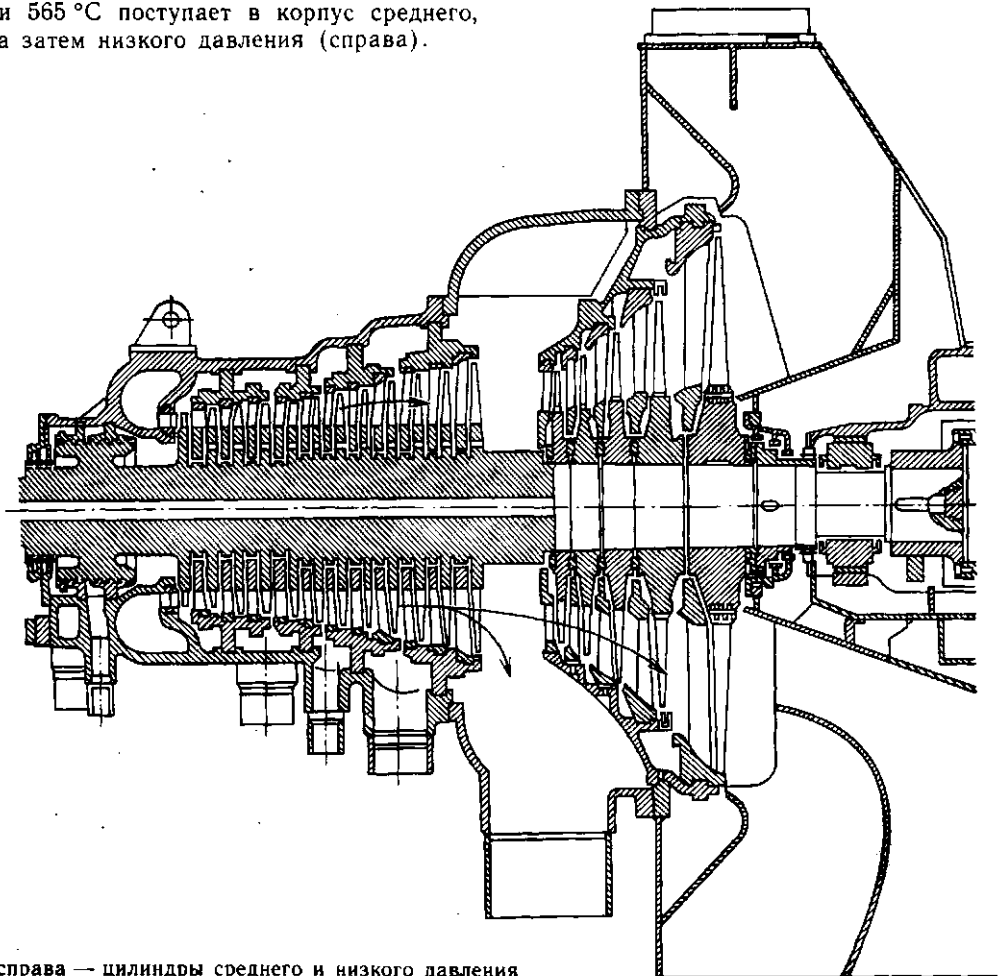 и 565 °С поступает в корпус среднего,
а затем низкого давления (справа).
справа — цилиндры среднего и низкого давления